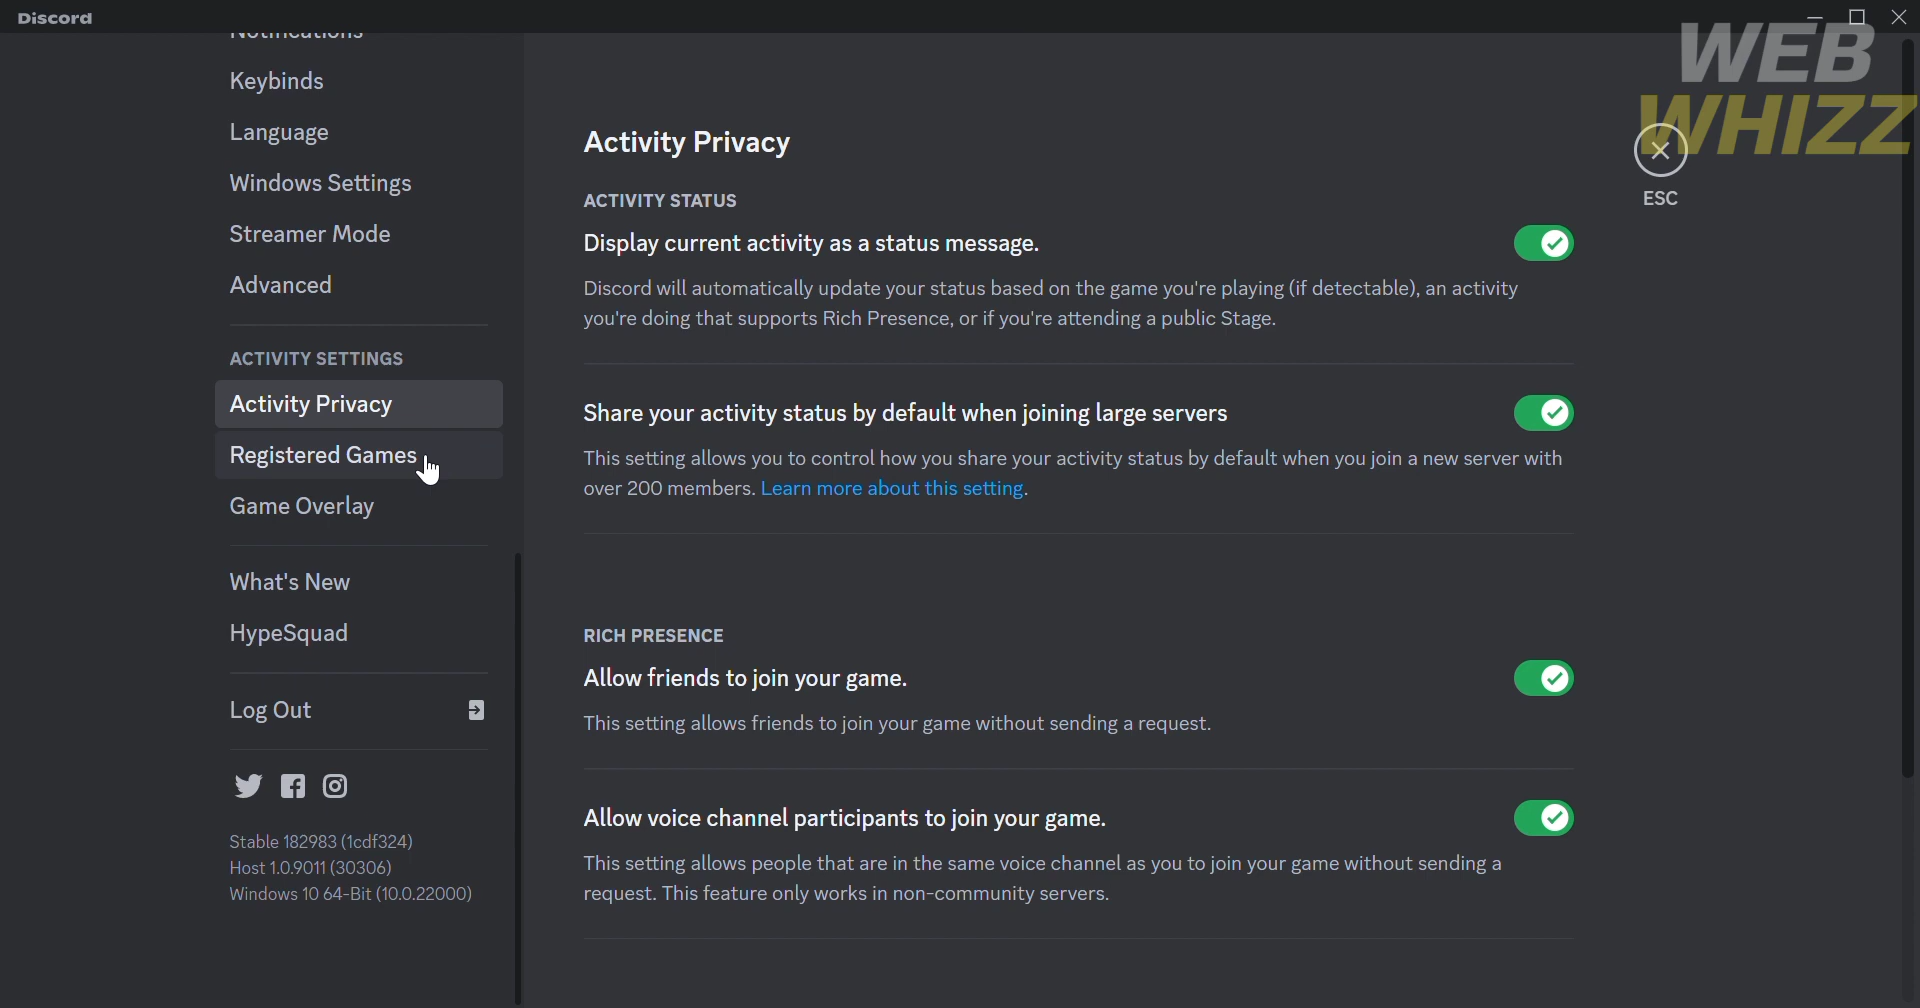 Discord
Notifications
Keybinds
Language
Windows Settings
Streamer Mode
Advanced
ACTIVITY SETTINGS
Activity Privacy
Registered Games
Game Overlay
What's New
HypeSquad
Log Out
Stable 182983 (1cdf324)
Host 1.0.9011 (30306)
Windows 10 64-Bit (10.0.22000)
Activity Privacy
ACTIVITY STATUS
Display current activity as a status message.
Discord will automatically update your status based on the game you're playing (if detectable), an activity
you're doing that supports Rich Presence, or if you're attending a public Stage.
Share your activity status by default when joining large servers
This setting allows you to control how you share your activity status by default when you join a new server with
over 200 members. Learn more about this setting.
RICH PRESENCE
Allow friends to join your game.
This setting allows friends to join your game without sending a request.
Allow voice channel participants to join your game.
This setting allows people that are in the same voice channel as you to join your game without sending a
request. This feature only works in non-community servers.
WEB
WHIZZ
ESC